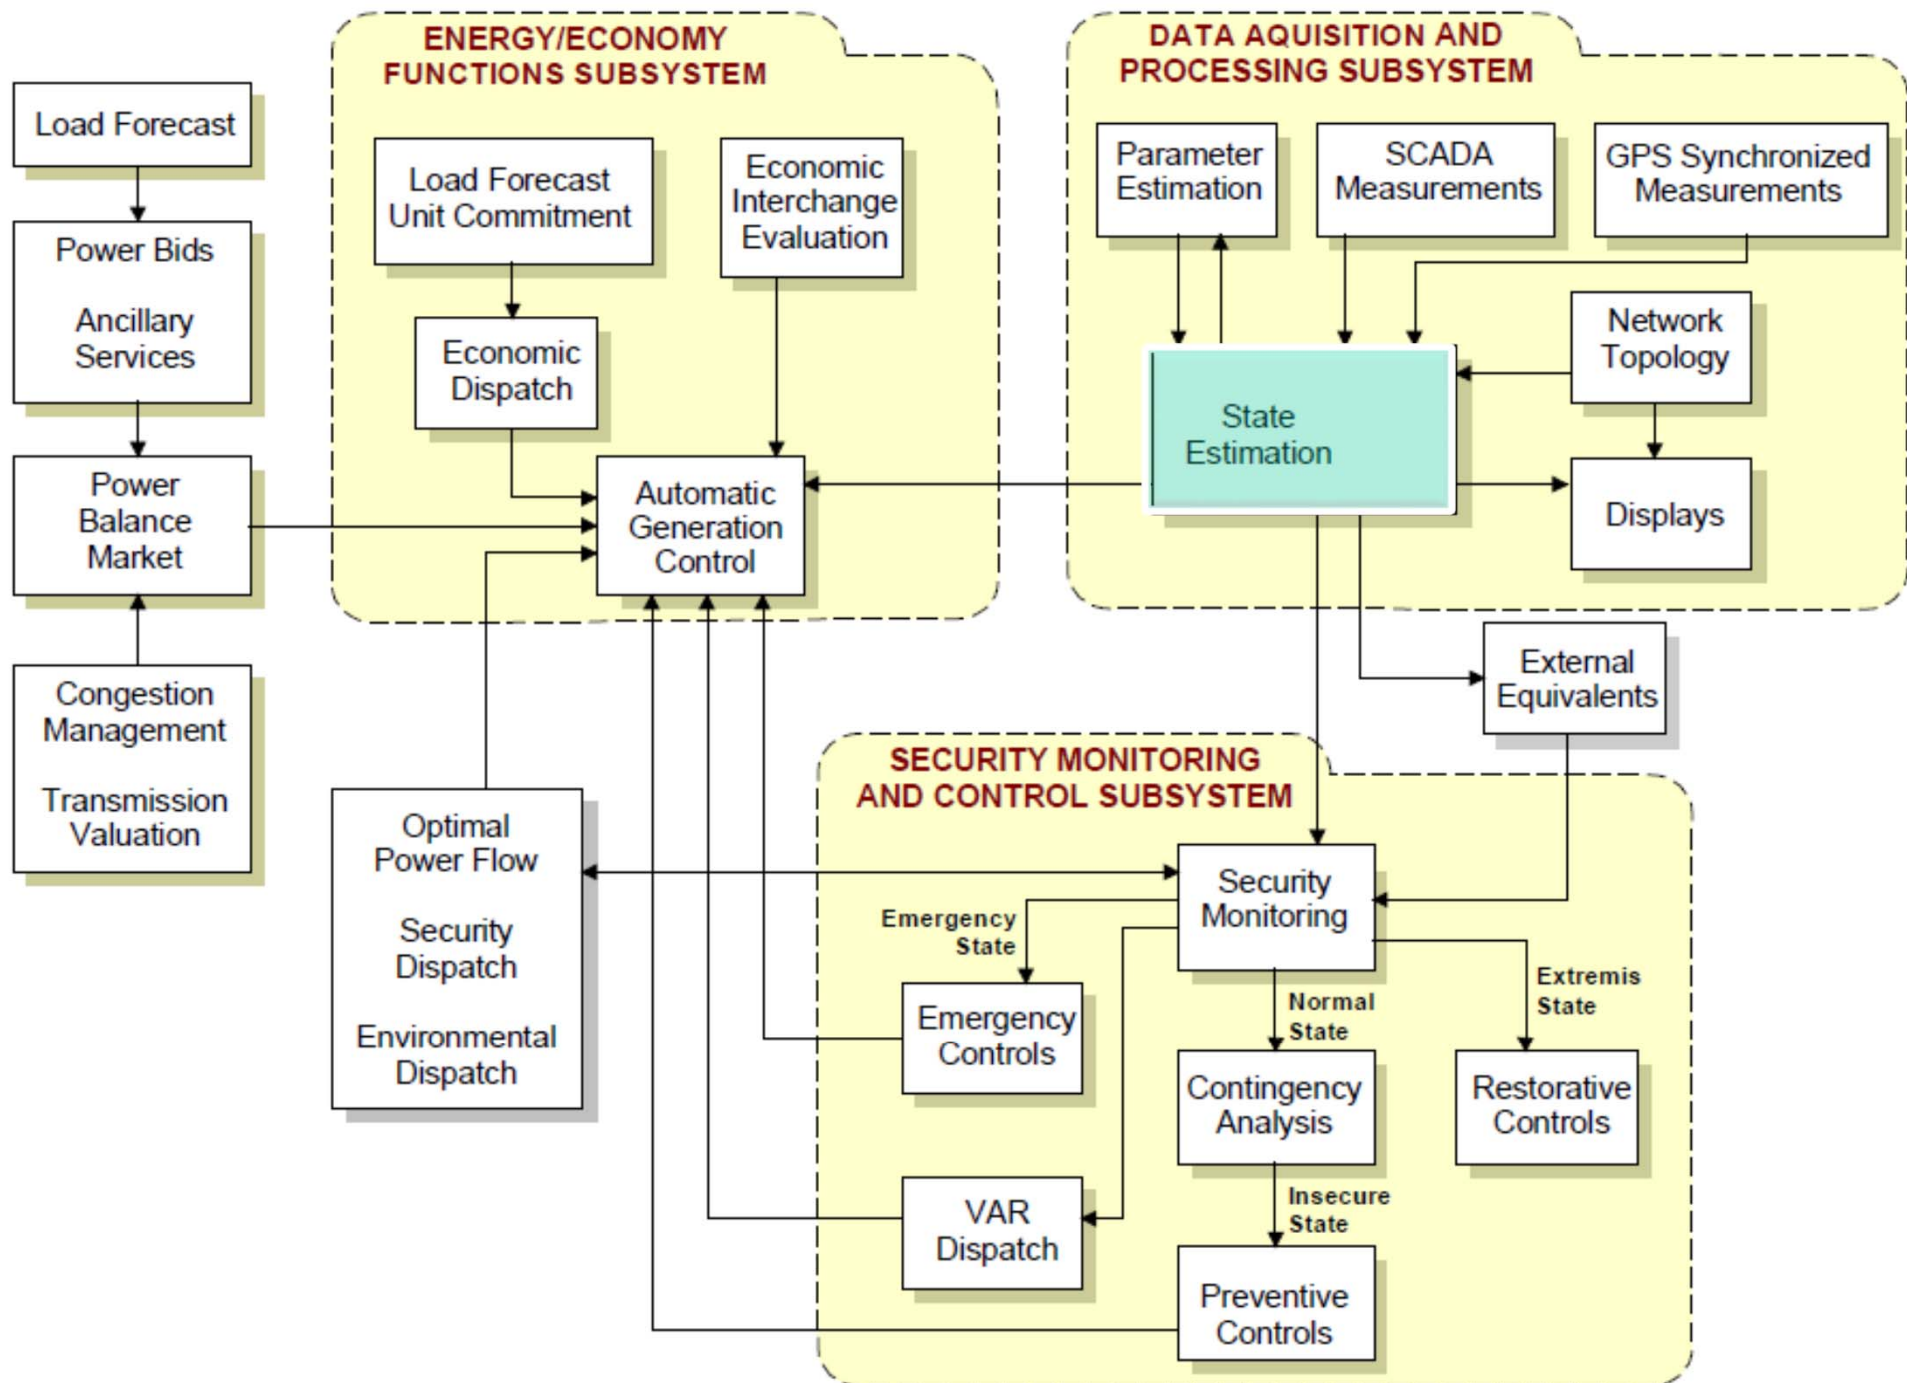 ENERGY/ECONOMY
FUNCTIONS SUBSYSTEM
DATA AQUISITION AND
PROCESSING SUBSYSTEM
Load Forecast
Power Bids
Ancillary
Services
Power
Balance
Market
Congestion
Management
Transmission
Valuation
Load Forecast
Unit Commitment
Economic
Interchange
Evaluation
Economic
Dispatch
Automatic
Generation
Control
Parameter
Estimation
SCADA
Measurements
GPS Synchronized
Measurements
Network
Topology
State
Estimation
Displays
External
Equivalents
Optimal
Power Flow
Security
Dispatch
Environmental
Dispatch
SECURITY MONITORING
AND CONTROL SUBSYSTEM
Security
Monitoring
Emergency
State
Normal
State
Extremis
State
Emergency
Controls
Contingency
Analysis
Restorative
Controls
Insecure
State
VAR
Dispatch
Preventive
Controls